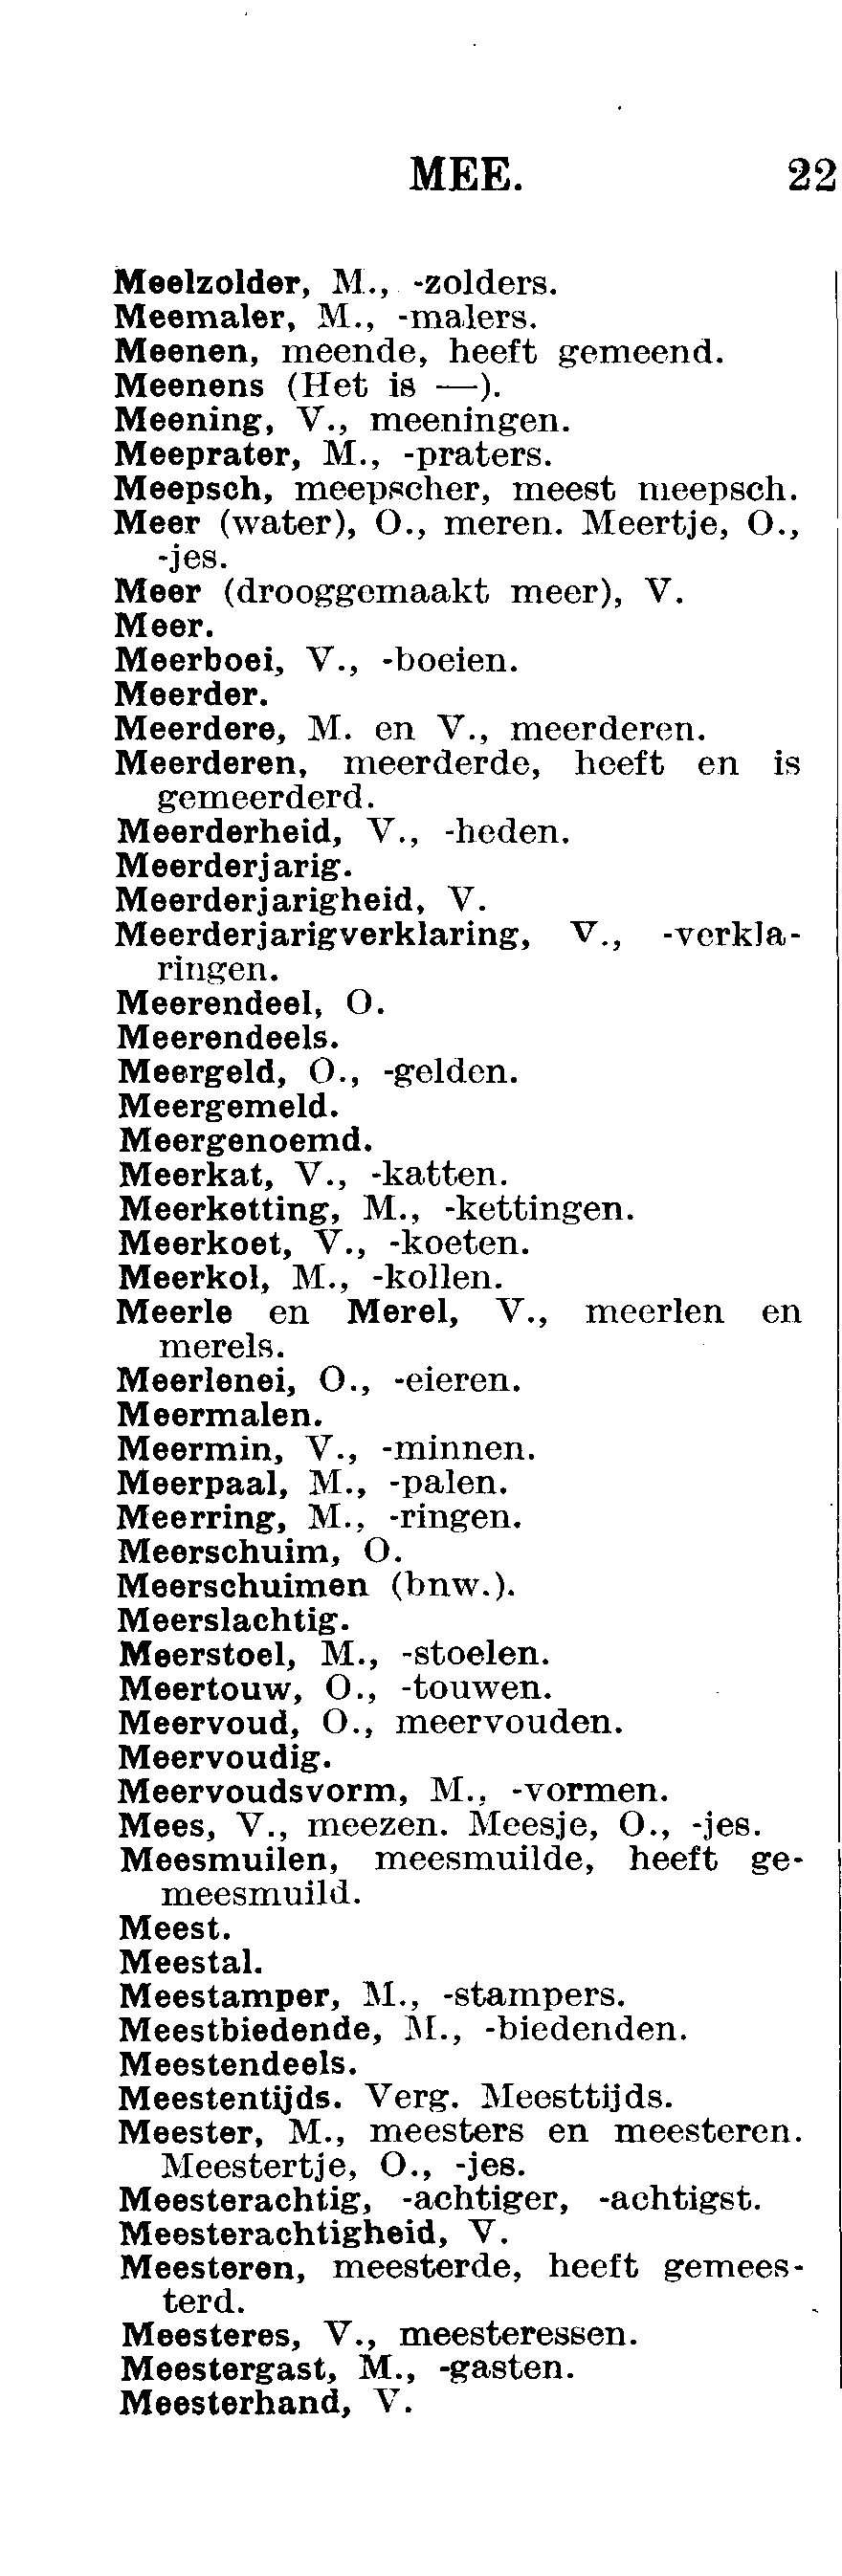 MEE. 22
Meelzolder, M., -zolders.
Meemaler, M., -malers.
Meenen, meende, heeft gemeend.
Meenens (Het is —).
Meening, V., meeningen.
Meeprater, M., -praters.
Meepsch, meepscher, meest meepsch.
Meer (water), O., meren. Meertje, O.,
-jes.
Meer (drooggemaakt meer), V.
Meer.
Meerboei, V., -boeien.
Meerder.
Meerdere, M. en V., meerderen.
Meerderen, meerderde, heeft en is
gemeerderd.
Meerderheid, V., -heden.
Meerderjarig.
Meerderjarigheid, V.
Meerderjarigverklaring, V., -verkla-
ringen.
Meerendeel, O.
Meerendeels.
Meergeld, O., -gelden.
Meergemeld.
Meergenoemd.
Meerkat, V., -katten.
Meerketting, M., -kettingen.
Meerkoet, V., -koeten.
Meerkol, M., -kollen.
Meerle en Merel, V., meerlen en
merels.
Meerlenei, O., -eieren.
Meermalen.
Meermin, V., -minnen.
Meerpaal, M., -palen.
Meerring, M., -ringen.
Meerschuim, O.
Meerschuimen (bnw.).
Meerslachtig.
Meerstoel, M., -stoelen.
Meertouw, O., -touwen.
Meervoud, O., meervouden.
Meervoudig.
Meervoudsvorm, M., -vormen.
Mees, V., meezen. Meesje, O., -jes.
Meesmuilen, meesmuilde, heeft ge-
meesmuild.
Meest.
Meestal.
Meestamper, M., -stampers.
Meestbiedende, M., -biedenden.
Meestendeels.
Meestentijds. Verg. Meesttijds.
Meester, M., meesters en meesteren.
Meestertje, O., -jes.
Meesterachtig, -achtiger, -achtigst.
Meesterachtigheid, V.
Meesteren, meesterde, heeft gemees-
terd.
Meesteres, V., meesteressen.
Meestergast, M., -gasten.
Meesterhand, V.